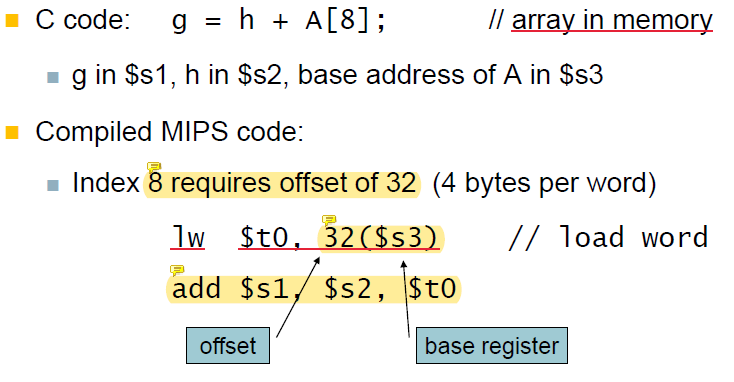 C code: g = h + A[8]; // array in memory
g in $s1, h in $s2, base address of A in $s3
Compiled MIPS code:
Index 8 requires offset of 32 (4 bytes per word)
lw $t0, 32($s3) // load word
add $s1, $s2, $t0
offset
base register